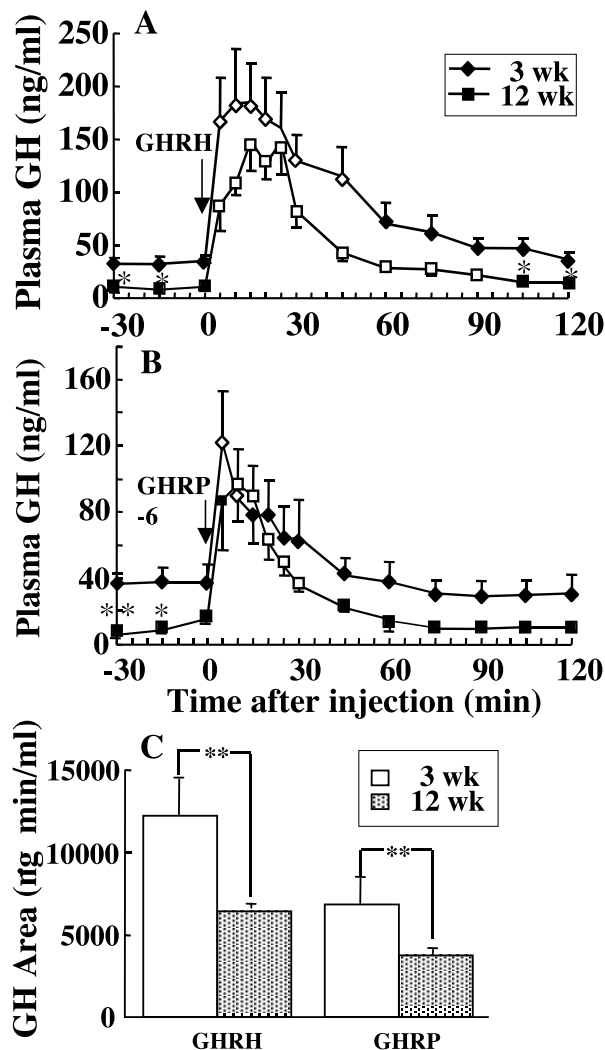 A
Plasma GH (ng/ml)
250
200
150
100
50
0
3 wk
12 wk
GHRH
*
*
*
*
-30
0
30
60
90
120
B
Plasma GH (ng/ml)
160
120
80
40
0
GHRP
-6
**
*
-30
0
30
60
90
120
Time after injection (min)
C
GH Area (ng min/ml)
15000
10000
5000
0
**
**
3 wk
12 wk
GHRH
GHRP